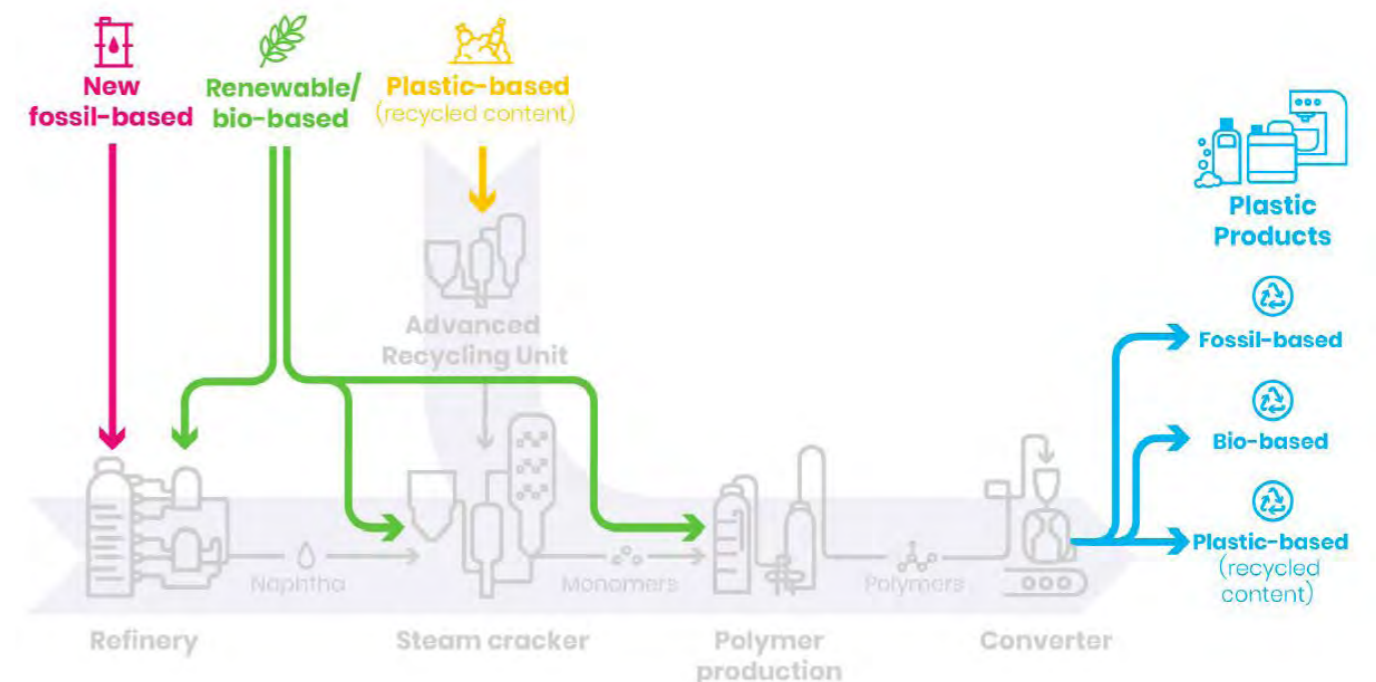 New
fossil-based
Renewable/
bio-based
Plastic-based
(recycled content)
Plastic
Products
Advanced
Recycling Unit
Fossil-based
Bio-based
Plastic-based
(recycled
content)
Naphtha
Monomers
Polymers
Refinery
Steam cracker
Polymer
production
Converter